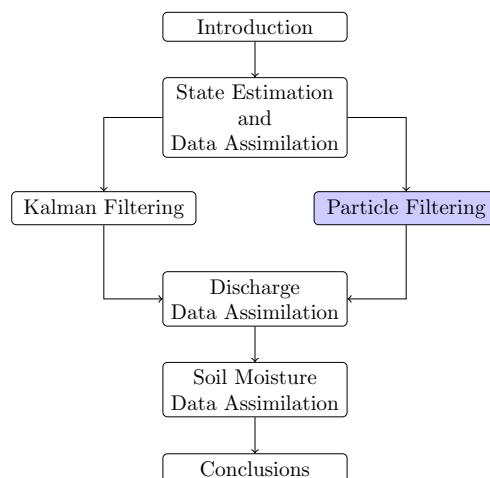 Introduction
State Estimation
and
Data Assimilation
Kalman Filtering
Particle Filtering
Discharge
Data Assimilation
Soil Moisture
Data Assimilation
Conclusions